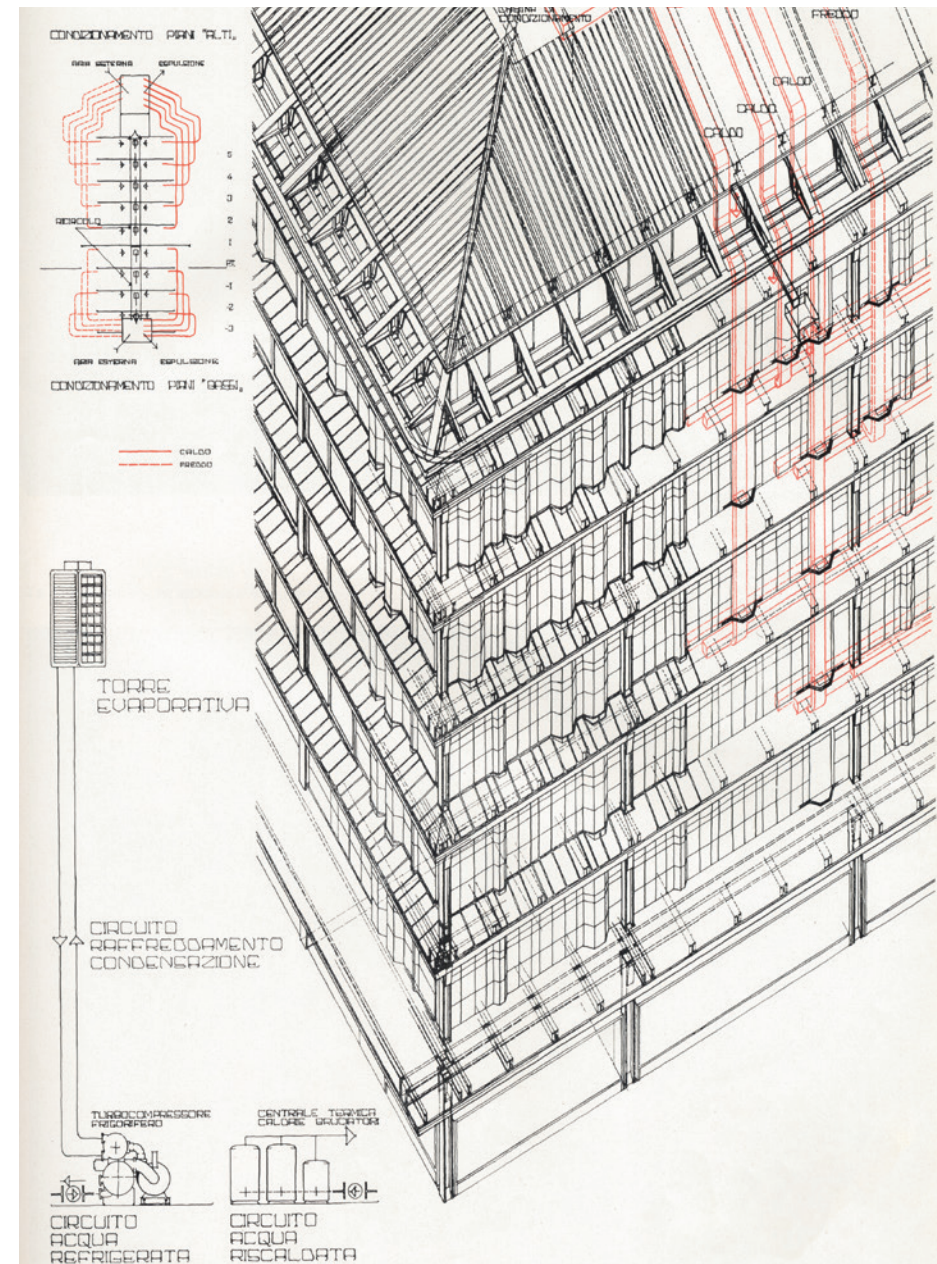 CONDIZIONAMENTO PIANI "ALTI"
ARIA ESTERNA ESPULSIONE
5
4
3
2
1
RICIRCOLO
-1
-2
-3
ARIA ESTERNA ESPULSIONE
CONDIZIONAMENTO PIANI "BASSI"
CALDO
FREDDO
CONDIZIONAMENTO
FREDDO
CALDO
CALDO
CALDO
TORRE
EVAPORATIVA
CIRCUITO
RAFFREDDAMENTO
CONDENSAZIONE
TURBOCOMPRESSORE
FRIGORIFERO
CENTRALE TERMICA
CALDAIE BRUCIATORI
CIRCUITO
ACQUA
REFRIGERATA
CIRCUITO
ACQUA
RISCALDATA